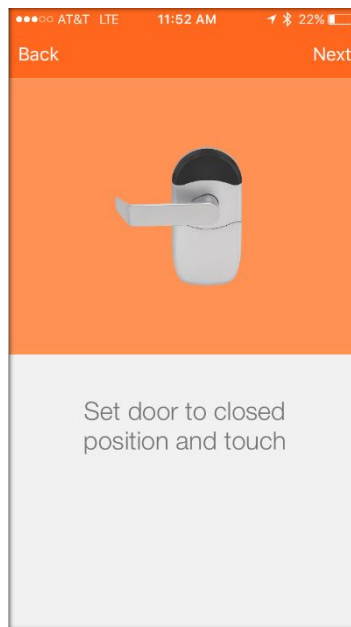 AT&T LTE 11:52 AM 22%
Back Next
Set door to closed
position and touch